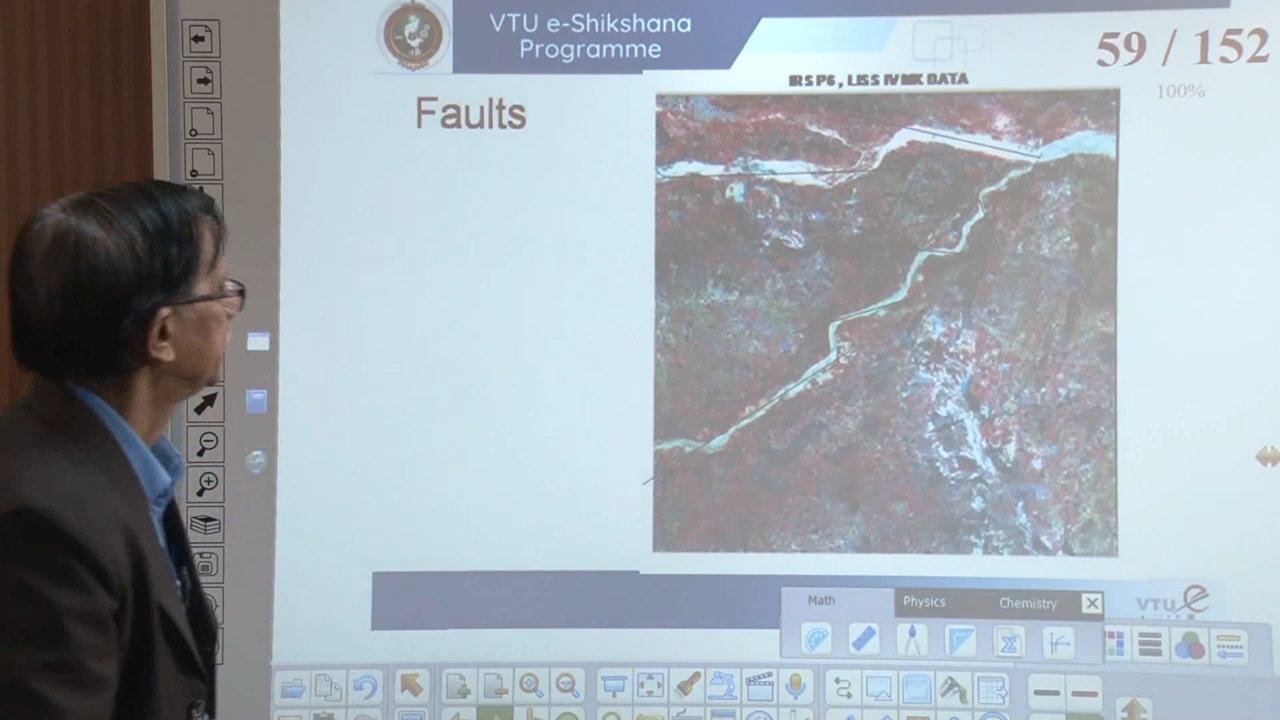 VTU e-Shikshana
Programme
59 / 152
100%
IRS P6 , LISS IV MX DATA
Faults
Math
Physics
Chemistry
VTU e